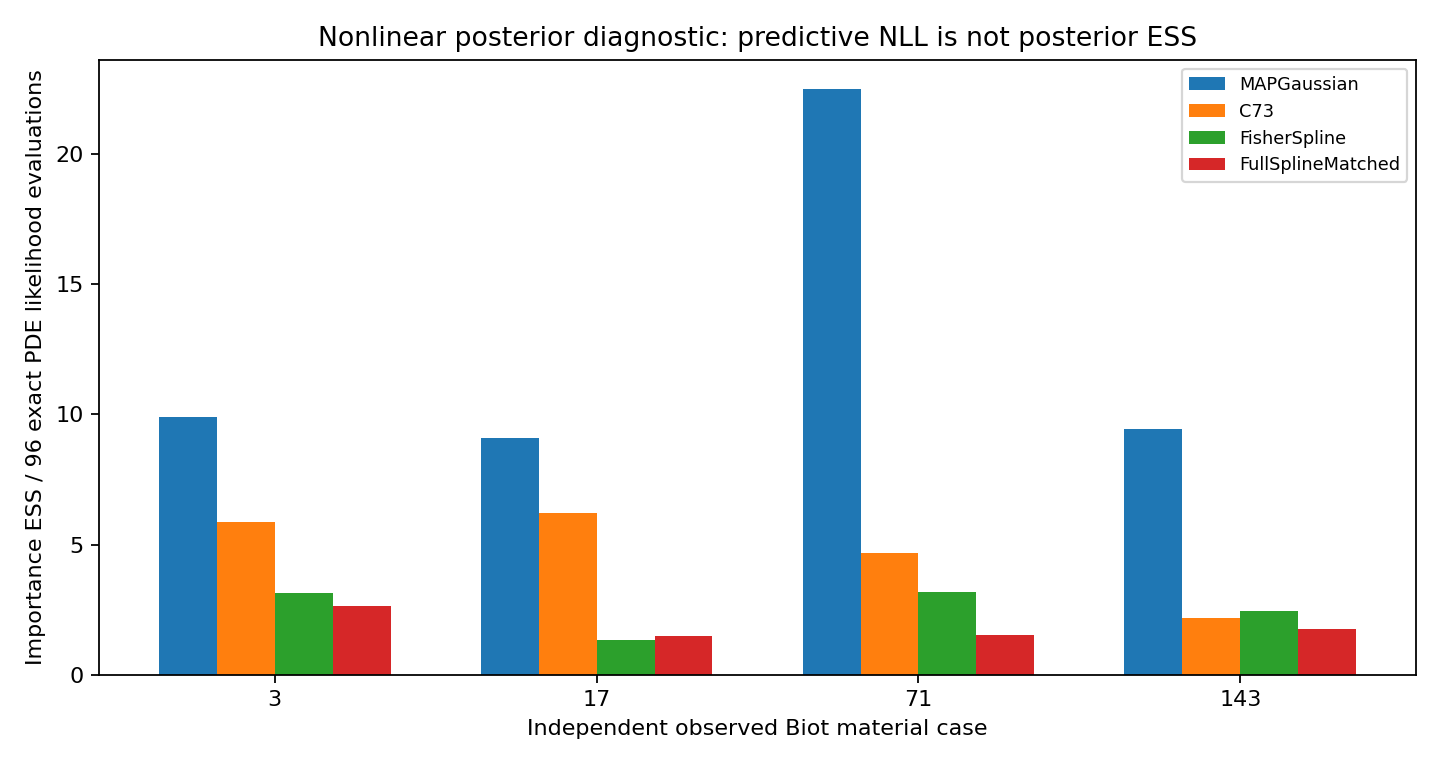 Nonlinear posterior diagnostic: predictive NLL is not posterior ESS
Importance ESS / 96 exact PDE likelihood evaluations
20
15
10
5
0
MAPGaussian
C73
FisherSpline
FullSplineMatched
3
17
71
143
Independent observed Biot material case